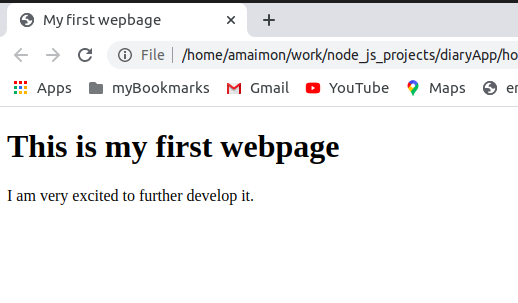 My first webpage
File | /home/amaimon/work/node_js_projects/diaryApp/ho
Apps myBookmarks Gmail YouTube Maps en
This is my first webpage
I am very excited to further develop it.